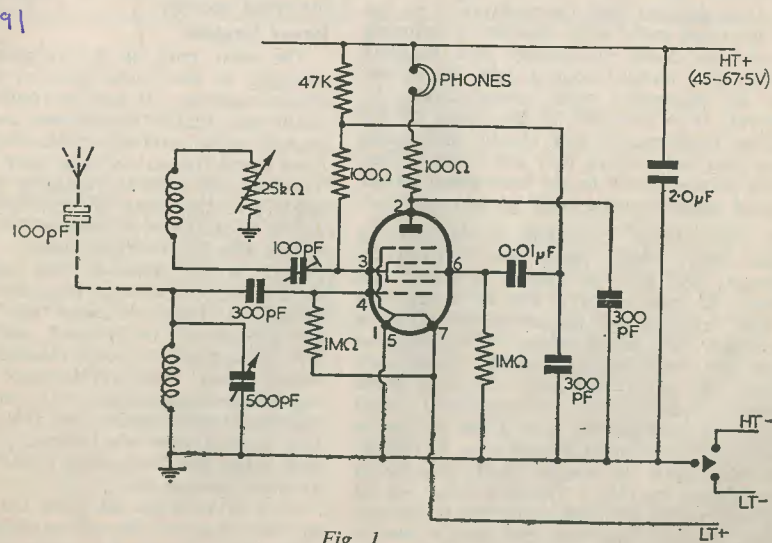 91
HT+
(45–67·5V)
47K
PHONES
100Ω
100Ω
25kΩ
2·0µF
100pF
100pF
2
3
6
0·01µF
300pF
4
300
pF
1MΩ
1
5
7
1MΩ
300
pF
500pF
HT-
LT-
LT+
Fig. 1